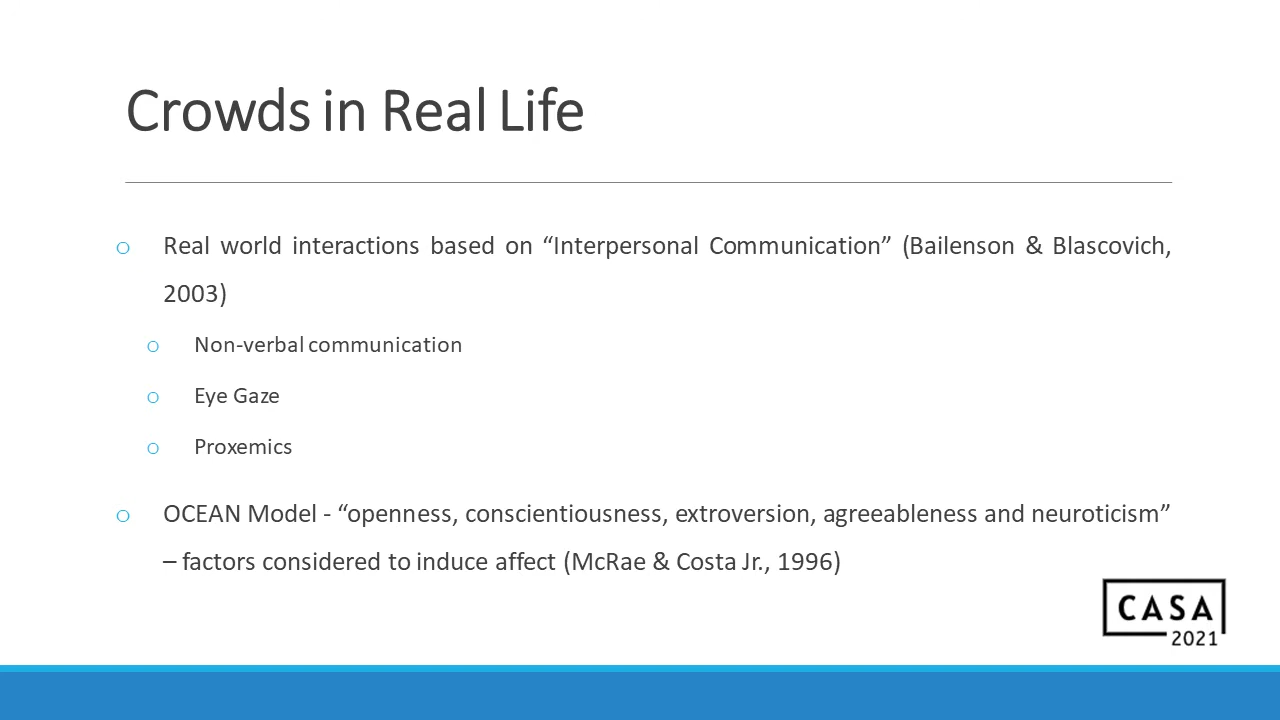 Crowds in Real Life
o Real world interactions based on “Interpersonal Communication” (Bailenson & Blascovich,
2003)
o Non-verbal communication
o Eye Gaze
o Proxemics
o OCEAN Model - “openness, conscientiousness, extroversion, agreeableness and neuroticism”
– factors considered to induce affect (McRae & Costa Jr., 1996)
CASA
2021